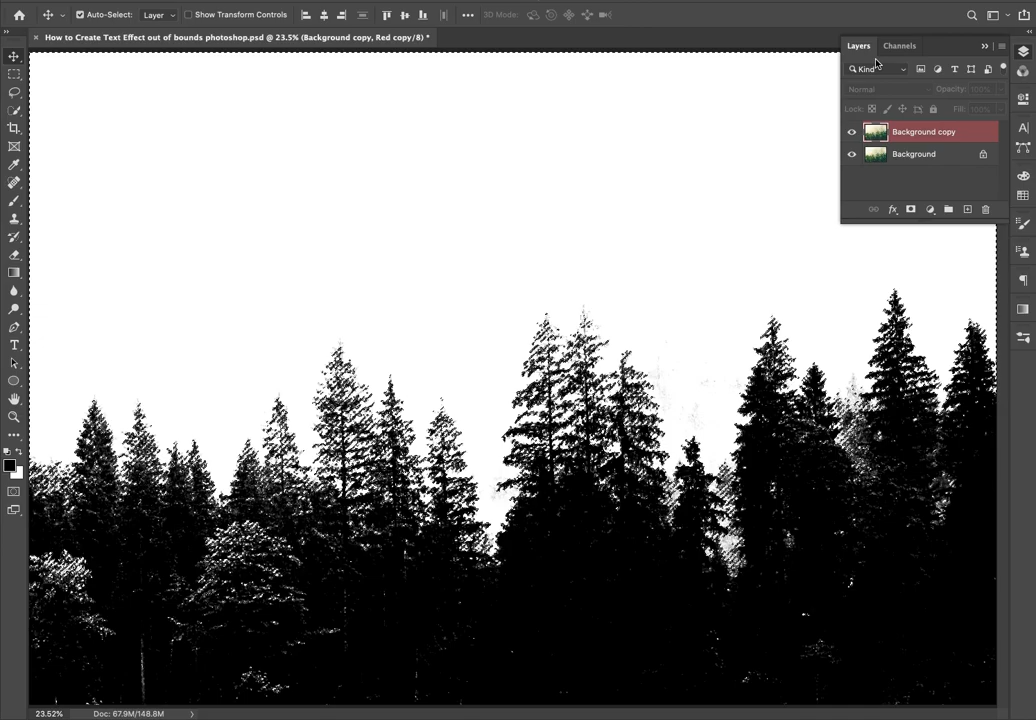 Auto-Select: Layer Show Transform Controls 3D Mode:
How to Create Text Effect out of bounds photoshop.psd @ 23.5% (Background copy, Red copy/8) *
Layers Channels
Kind
Normal Opacity: 100%
Lock: Fill: 100%
Background copy
Background
23.52% Doc: 67.9M/148.8M